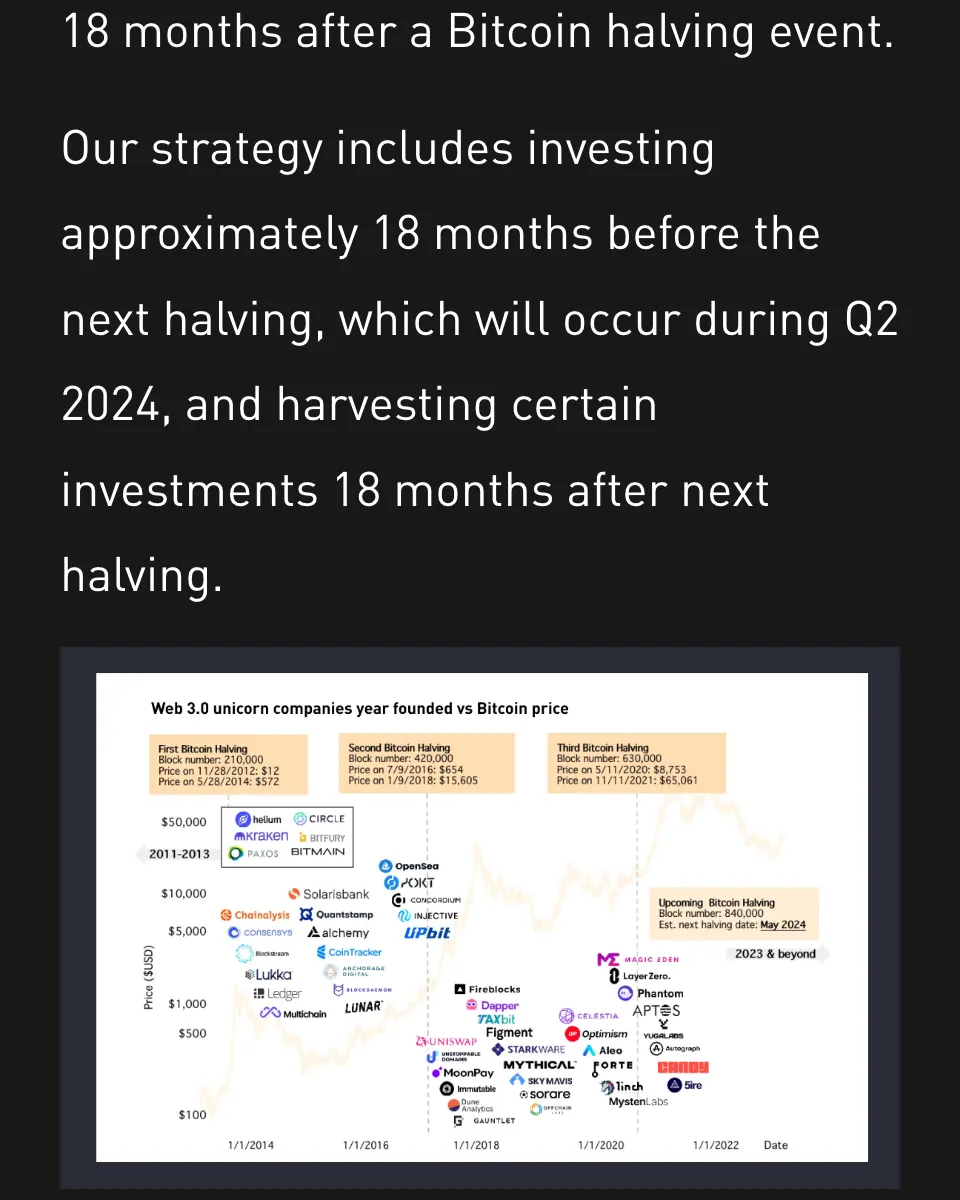 18 months after a Bitcoin halving event.
Our strategy includes investing
approximately 18 months before the
next halving, which will occur during Q2
2024, and harvesting certain
investments 18 months after next
halving.
Web 3.0 unicorn companies year founded vs Bitcoin price
First Bitcoin Halving
Block number: 210,000
Price on 11/28/2012: $12
Price on 5/28/2014: $572
Second Bitcoin Halving
Block number: 420,000
Price on 7/9/2016: $654
Price on 1/9/2018: $15,605
Third Bitcoin Halving
Block number: 630,000
Price on 5/11/2020: $8,753
Price on 11/11/2021: $65,061
Upcoming Bitcoin Halving
Block number: 840,000
Est. next halving date: May 2024
2011-2013
2023 & beyond
Price ($USD)
$50,000
$10,000
$5,000
$1,000
$500
$100
helium
CIRCLE
kraken
BITFURY
PAXOS
BITMAIN
Solarisbank
Chainalysis
Quantstamp
CONSENSYS
alchemy
Blockstream
CoinTracker
Lukka
ANCHORAGE
DIGITAL
Ledger
BLOCKDAEMON
Multichain
LUNAR
OpenSea
POKT
CONCORDIUM
INJECTIVE
UPbit
Fireblocks
Dapper
TAXbit
Figment
UNISWAP
STARKWARE
UNSTOPPABLE
DOMAINS
MYTHICAL
MoonPay
SKY MAVIS
Immutable
sorare
Dune
Analytics
OFFCHAIN
LABS
GAUNTLET
MAGIC EDEN
LayerZero.
Phantom
CELESTIA
APTOS
Optimism
YUGALABS
Aleo
Autograph
FORTE
CANDY
1inch
5ire
MystenLabs
1/1/2014
1/1/2016
1/1/2018
1/1/2020
1/1/2022
Date